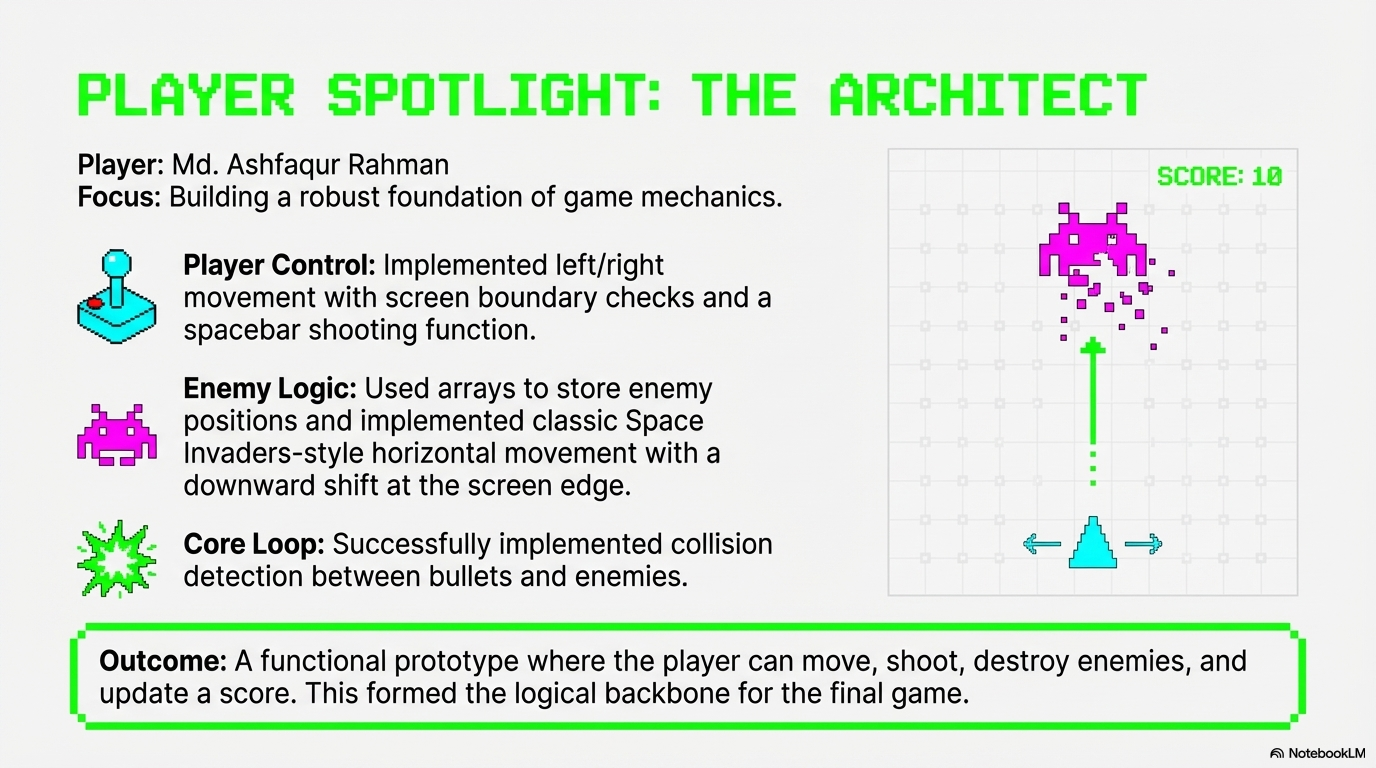 PLAYER SPOTLIGHT: THE ARCHITECT
Player: Md. Ashfaqur Rahman
Focus: Building a robust foundation of game mechanics.
Player Control: Implemented left/right
movement with screen boundary checks and a
spacebar shooting function.
Enemy Logic: Used arrays to store enemy
positions and implemented classic Space
Invaders-style horizontal movement with a
downward shift at the screen edge.
Core Loop: Successfully implemented collision
detection between bullets and enemies.
SCORE: 10
Outcome: A functional prototype where the player can move, shoot, destroy enemies, and
update a score. This formed the logical backbone for the final game.
NotebookLM